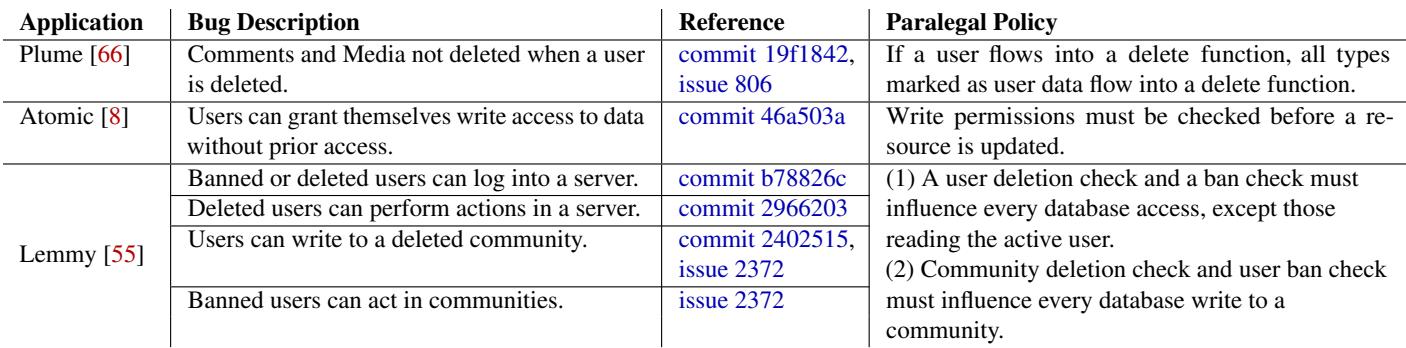 Application Bug Description Reference Paralegal Policy
Plume [66] Comments and Media not deleted when a user commit 19f1842, If a user flows into a delete function, all types
is deleted. issue 806 marked as user data flow into a delete function.
Atomic [8] Users can grant themselves write access to data commit 46a503a Write permissions must be checked before a re-
without prior access. source is updated.
Banned or deleted users can log into a server. commit b78826c (1) A user deletion check and a ban check must
Deleted users can perform actions in a server. commit 2966203 influence every database access, except those
Users can write to a deleted community. commit 2402515, reading the active user.
Lemmy [55]
issue 2372 (2) Community deletion check and user ban check
Banned users can act in communities. issue 2372 must influence every database write to a
community.